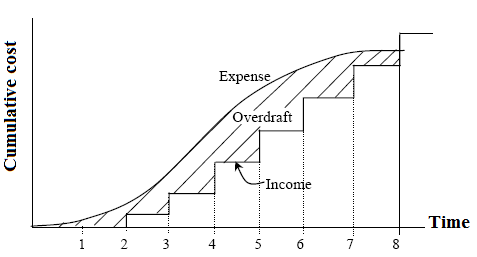 Cumulative cost
Expense
Overdraft
Income
Time
1 2 3 4 5 6 7 8